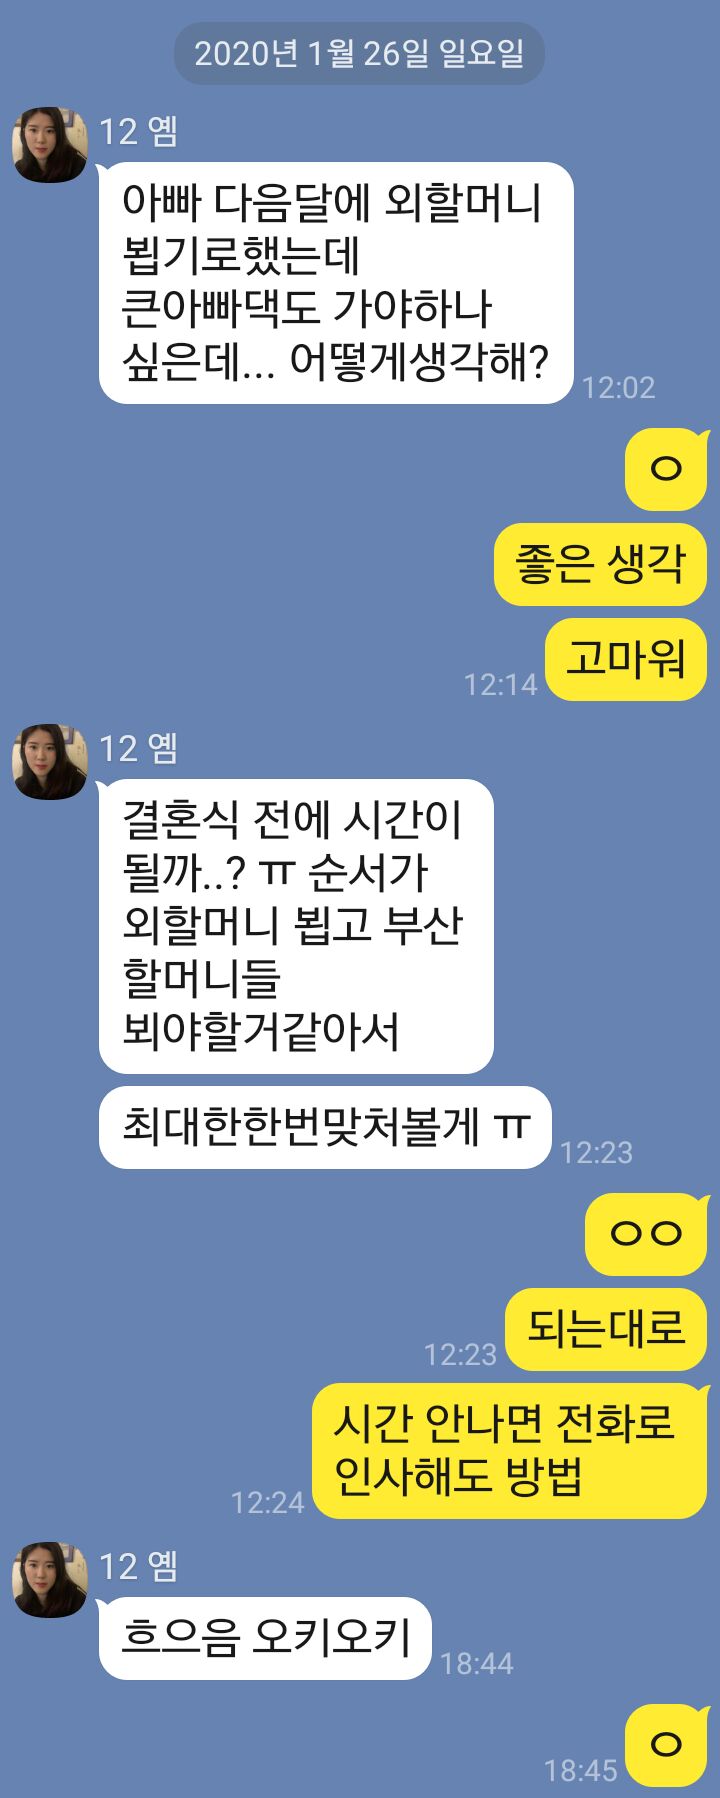 2020년 1월 26일 일요일
12 옘
아빠 다음달에 외할머니
뵙기로했는데
큰아빠댁도 가야하나
싶은데... 어떻게생각해?
12:02
ㅇ
좋은 생각
고마워
12:14
12 옘
결혼식 전에 시간이
될까..? ㅠ 순서가
외할머니 뵙고 부산
할머니들
뵈야할거같아서
최대한한번맞처볼게 ㅠ
12:23
ㅇㅇ
되는대로
12:23
시간 안나면 전화로
인사해도 방법
12:24
12 옘
흐으음 오키오키
18:44
ㅇ
18:45